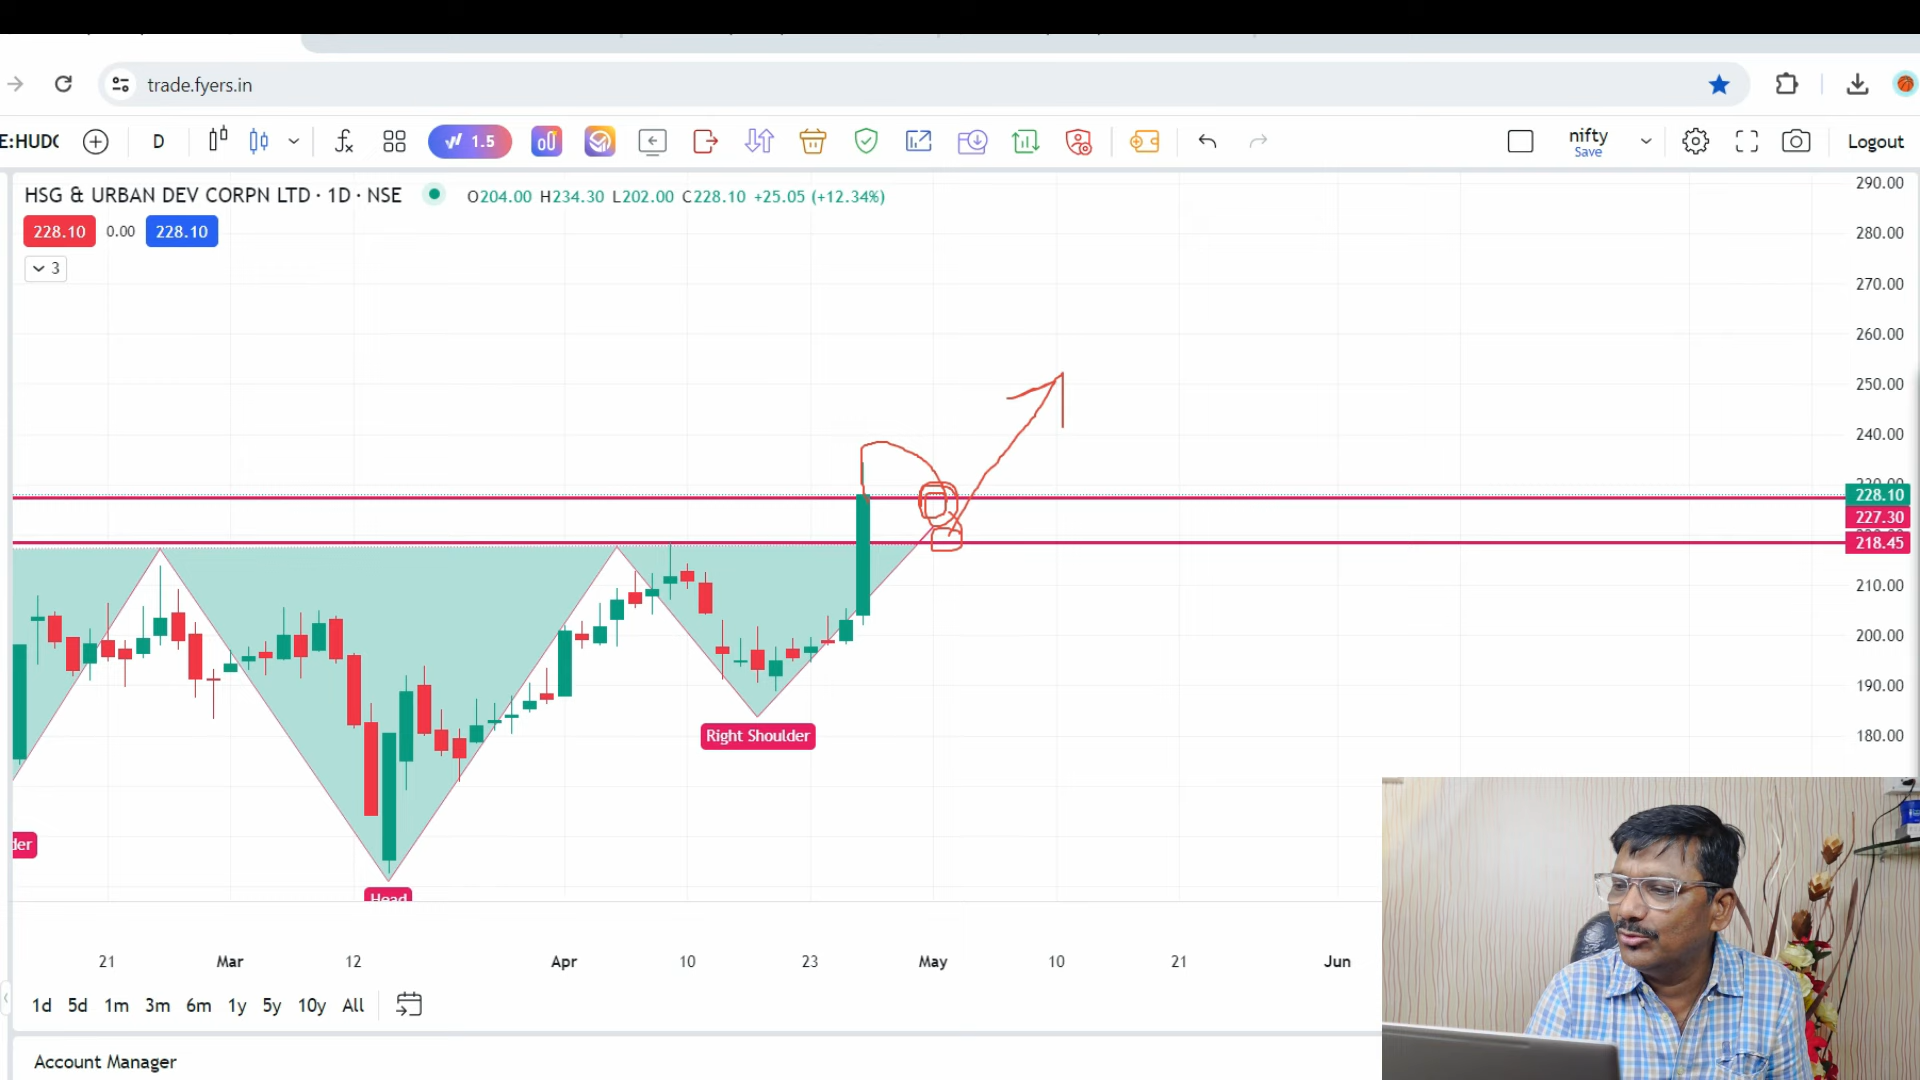 trade.fyers.in
E:HUDC D 1.5 nifty Save Logout
HSG & URBAN DEV CORPN LTD · 1D · NSE O204.00 H234.30 L202.00 C228.10 +25.05 (+12.34%)
228.10 0.00 228.10
3
290.00
280.00
270.00
260.00
250.00
240.00
228.10
227.30
218.45
210.00
200.00
190.00
180.00
Right Shoulder
der
Head
21 Mar 12 Apr 10 23 May 10 21 Jun
1d 5d 1m 3m 6m 1y 5y 10y All
Account Manager